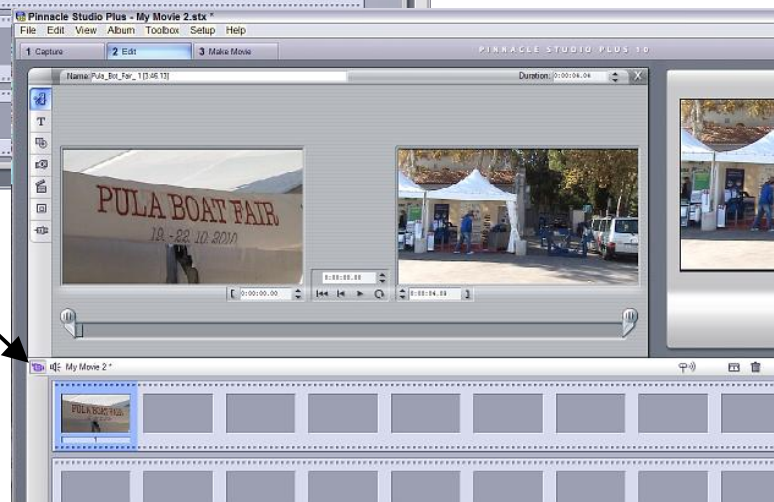 Pinnacle Studio Plus - My Movie 2.stx *
File Edit View Album Toolbox Setup Help
1 Capture 2 Edit 3 Make Movie
PINNACLE STUDIO PLUS 10
Name: Pula_Bot_Fair_ 1 [3:46.13]
Duration: 0:00:04.04
X
T
PULA BOAT FAIR
19. - 22. 10. 2010
0:00:00.00
[ 0:00:00.00
0:00:04.04 ]
My Movie 2 *
PULA BOAT FAIR